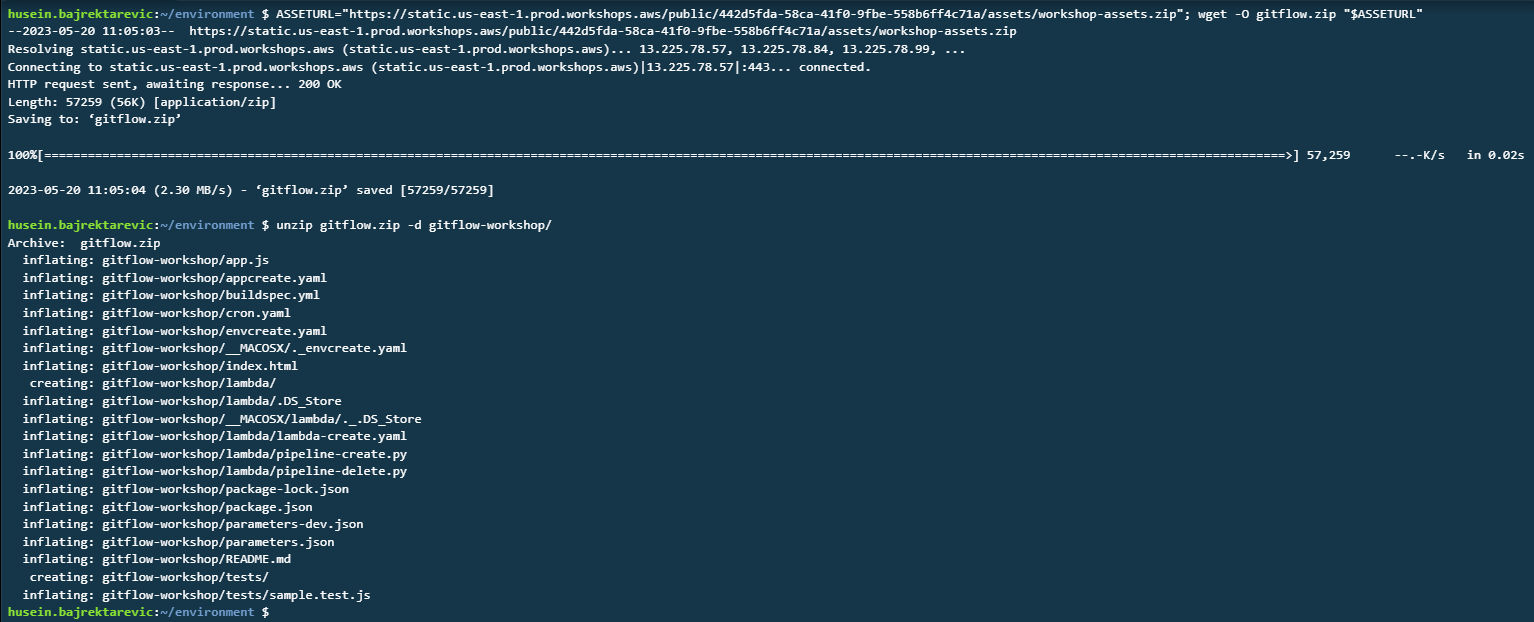 husein.bajrektarevic:~/environment $ ASSETURL="https://static.us-east-1.prod.workshops.aws/public/442d5fda-58ca-41f0-9fbe-558b6ff4c71a/assets/workshop-assets.zip"; wget -O gitflow.zip "$ASSETURL"
--2023-05-20 11:05:03--  https://static.us-east-1.prod.workshops.aws/public/442d5fda-58ca-41f0-9fbe-558b6ff4c71a/assets/workshop-assets.zip
Resolving static.us-east-1.prod.workshops.aws (static.us-east-1.prod.workshops.aws)... 13.225.78.57, 13.225.78.84, 13.225.78.99, ...
Connecting to static.us-east-1.prod.workshops.aws (static.us-east-1.prod.workshops.aws)|13.225.78.57|:443... connected.
HTTP request sent, awaiting response... 200 OK
Length: 57259 (56K) [application/zip]
Saving to: ‘gitflow.zip’
100%[===========================================================================================================================================================================>] 57,259      --.-K/s   in 0.02s
2023-05-20 11:05:04 (2.30 MB/s) - ‘gitflow.zip’ saved [57259/57259]
husein.bajrektarevic:~/environment $ unzip gitflow.zip -d gitflow-workshop/
Archive:  gitflow.zip
  inflating: gitflow-workshop/app.js
  inflating: gitflow-workshop/appcreate.yaml
  inflating: gitflow-workshop/buildspec.yml
  inflating: gitflow-workshop/cron.yaml
  inflating: gitflow-workshop/envcreate.yaml
  inflating: gitflow-workshop/__MACOSX/._envcreate.yaml
  inflating: gitflow-workshop/index.html
   creating: gitflow-workshop/lambda/
  inflating: gitflow-workshop/lambda/.DS_Store
  inflating: gitflow-workshop/__MACOSX/lambda/._.DS_Store
  inflating: gitflow-workshop/lambda/lambda-create.yaml
  inflating: gitflow-workshop/lambda/pipeline-create.py
  inflating: gitflow-workshop/lambda/pipeline-delete.py
  inflating: gitflow-workshop/package-lock.json
  inflating: gitflow-workshop/package.json
  inflating: gitflow-workshop/parameters-dev.json
  inflating: gitflow-workshop/parameters.json
  inflating: gitflow-workshop/README.md
   creating: gitflow-workshop/tests/
  inflating: gitflow-workshop/tests/sample.test.js
husein.bajrektarevic:~/environment $